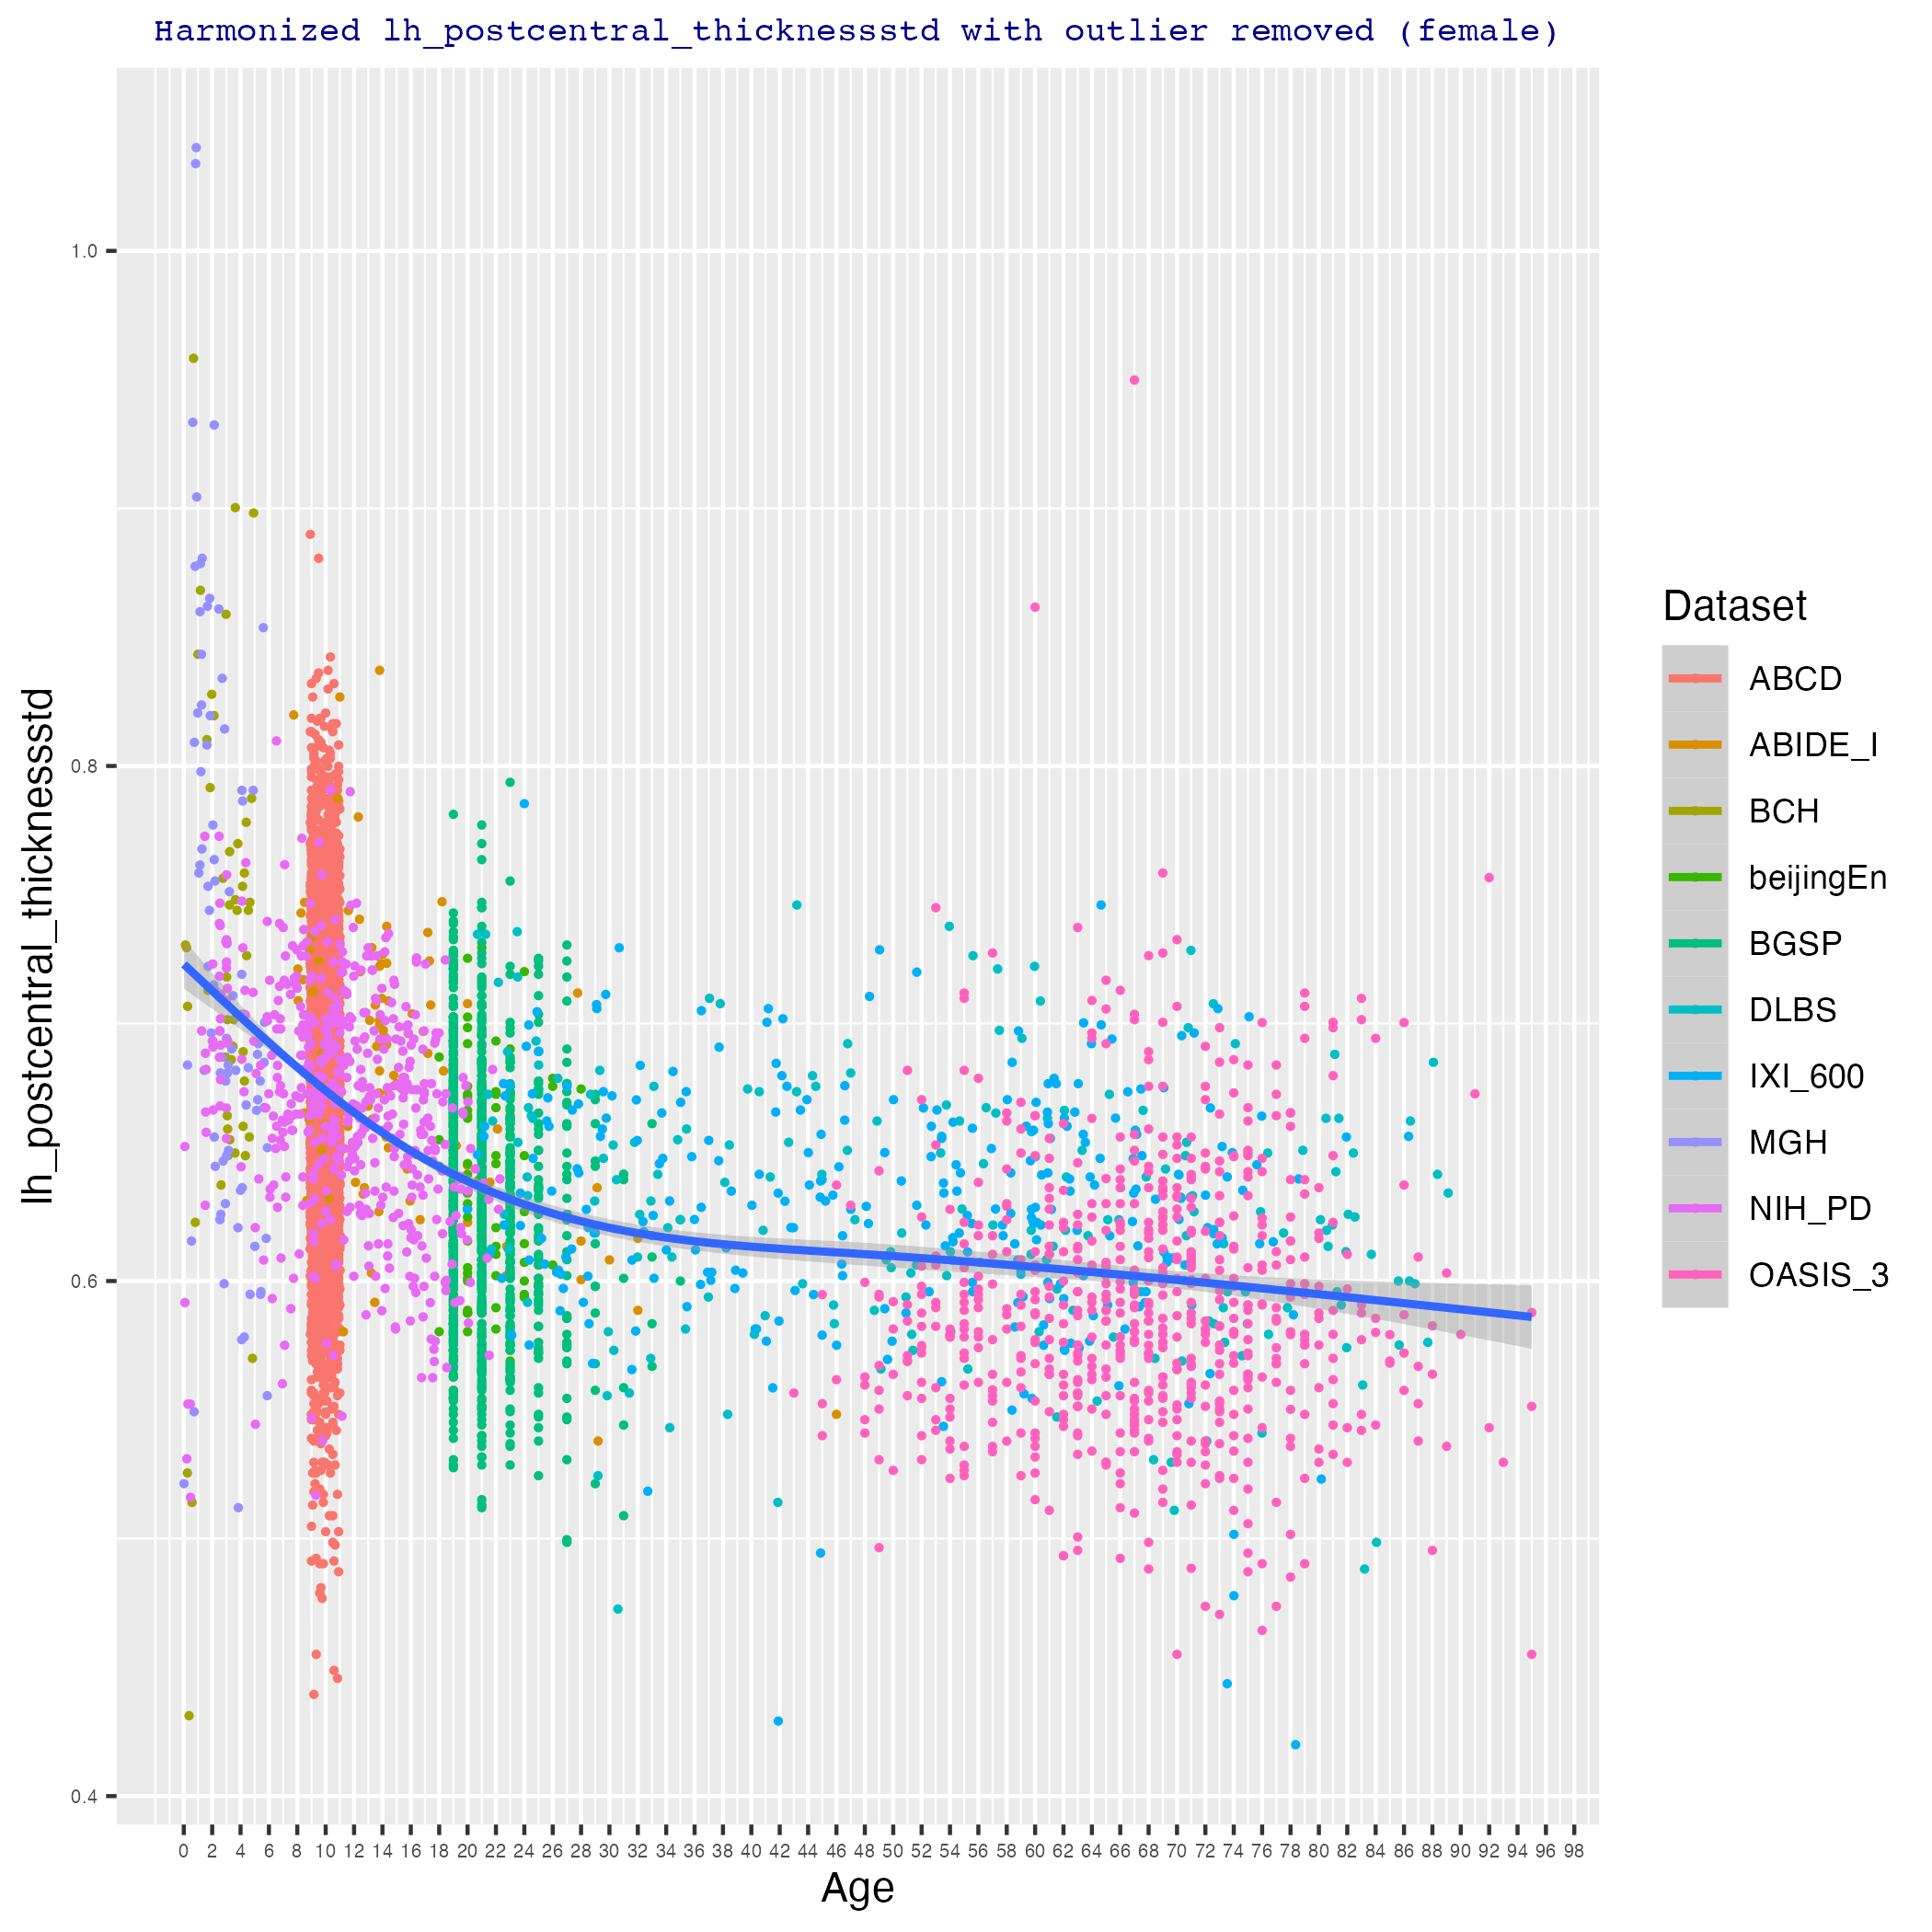 Harmonized lh_postcentral_thicknessstd with outlier removed (female)
lh_postcentral_thicknessstd
1.0
0.8
0.6
0.4
0 2 4 6 8 10 12 14 16 18 20 22 24 26 28 30 32 34 36 38 40 42 44 46 48 50 52 54 56 58 60 62 64 66 68 70 72 74 76 78 80 82 84 86 88 90 92 94 96 98
Age
Dataset
ABCD
ABIDE_I
BCH
beijingEn
BGSP
DLBS
IXI_600
MGH
NIH_PD
OASIS_3